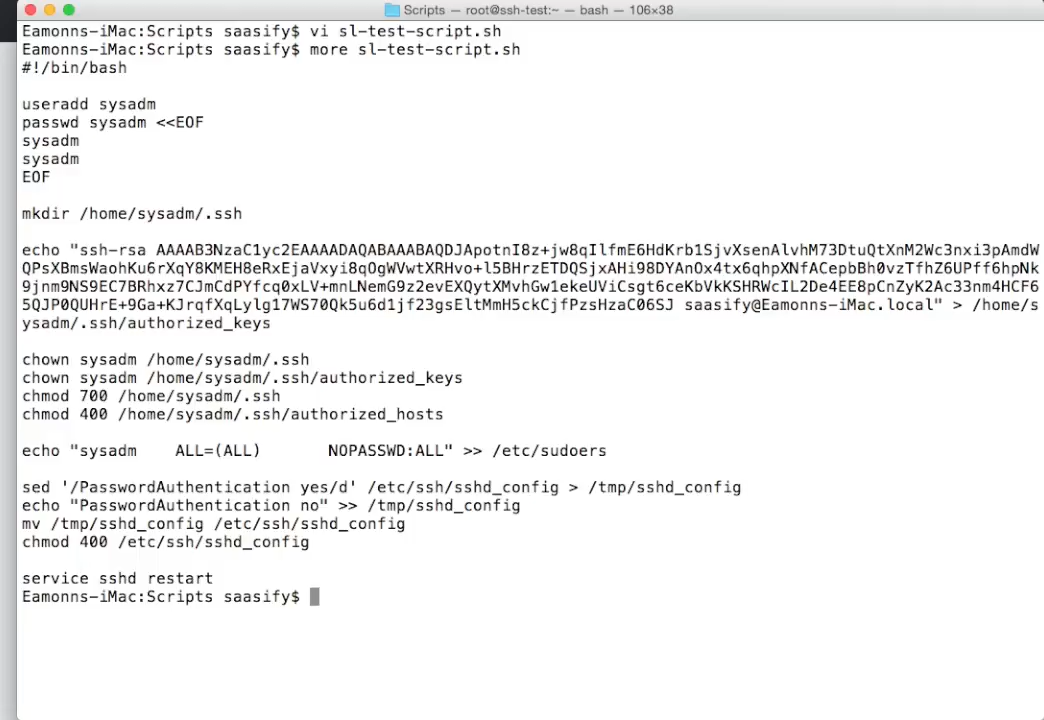 Scripts — root@ssh-test:~ — bash — 106×38
Eamonns-iMac:Scripts saasify$ vi sl-test-script.sh
Eamonns-iMac:Scripts saasify$ more sl-test-script.sh
#!/bin/bash
useradd sysadm
passwd sysadm <<EOF
sysadm
sysadm
EOF
mkdir /home/sysadm/.ssh
echo "ssh-rsa AAAAB3NzaC1yc2EAAAADAQABAAABAQDJApotnI8z+jw8qIlfmE6HdKrb1SjvXsenAlvhM73DtuQtXnM2Wc3nxi3pAmdW
QPsXBmsWaohKu6rXqY8KMEH8eRxEjaVxyi8qOgWVwtXRHvo+l5BHrzETDQSjxAHi98DYAnOx4tx6qhpXNfACepbBh0vzTfhZ6UPff6hpNk
9jnm9NS9EC7BRhxz7CJmCdPYfcq0xLV+mnLNemG9z2evEXQytXMvhGw1ekeUViCsgt6ceKbVkKSHRWcIL2De4EE8pCnZyK2Ac33nm4HCF6
5QJP0QUHrE+9Ga+KJrqfXqLylg17WS70Qk5u6d1jf23gsEltMmH5ckCjfPzsHzaC06SJ saasify@Eamonns-iMac.local" > /home/s
ysadm/.ssh/authorized_keys
chown sysadm /home/sysadm/.ssh
chown sysadm /home/sysadm/.ssh/authorized_keys
chmod 700 /home/sysadm/.ssh
chmod 400 /home/sysadm/.ssh/authorized_hosts
echo "sysadm    ALL=(ALL)       NOPASSWD:ALL" >> /etc/sudoers
sed '/PasswordAuthentication yes/d' /etc/ssh/sshd_config > /tmp/sshd_config
echo "PasswordAuthentication no" >> /tmp/sshd_config
mv /tmp/sshd_config /etc/ssh/sshd_config
chmod 400 /etc/ssh/sshd_config
service sshd restart
Eamonns-iMac:Scripts saasify$